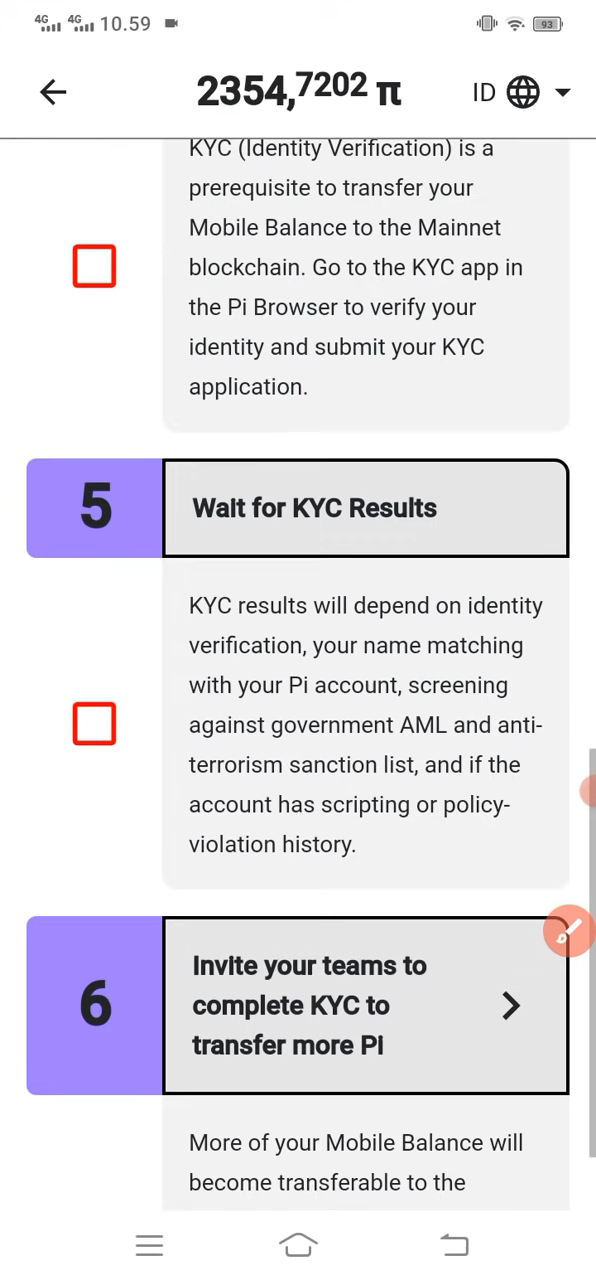 4G 4G 10.59 93
2354,7202 π ID
KYC (Identity Verification) is a
prerequisite to transfer your
Mobile Balance to the Mainnet
blockchain. Go to the KYC app in
the Pi Browser to verify your
identity and submit your KYC
application.
5 Wait for KYC Results
KYC results will depend on identity
verification, your name matching
with your Pi account, screening
against government AML and anti-
terrorism sanction list, and if the
account has scripting or policy-
violation history.
6
Invite your teams to
complete KYC to
transfer more Pi
More of your Mobile Balance will
become transferable to the